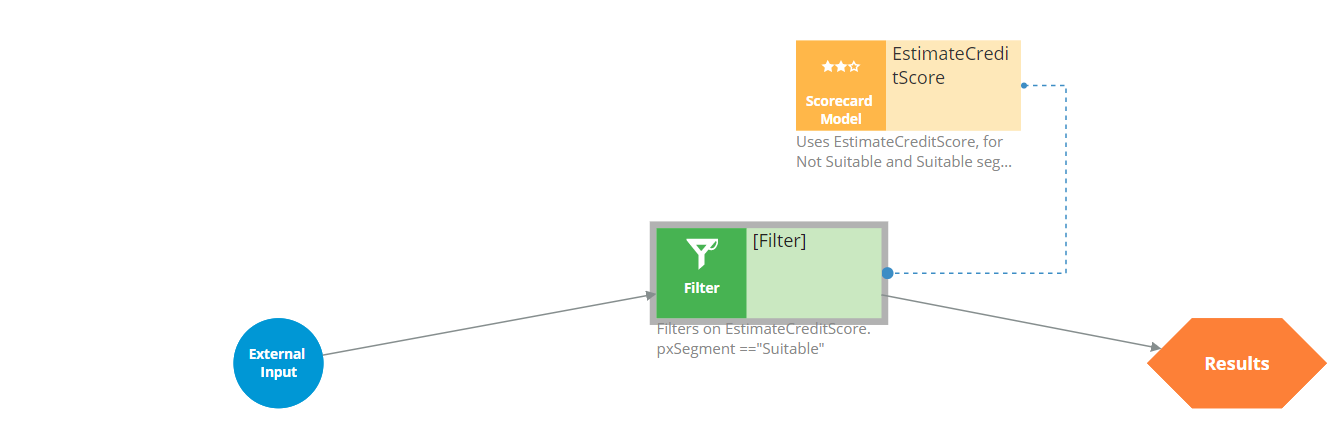 EstimateCredi
tScore
Scorecard
Model
Uses EstimateCreditScore, for
Not Suitable and Suitable seg...
[Filter]
Filter
Filters on EstimateCreditScore.
pxSegment =="Suitable"
External
Input
Results